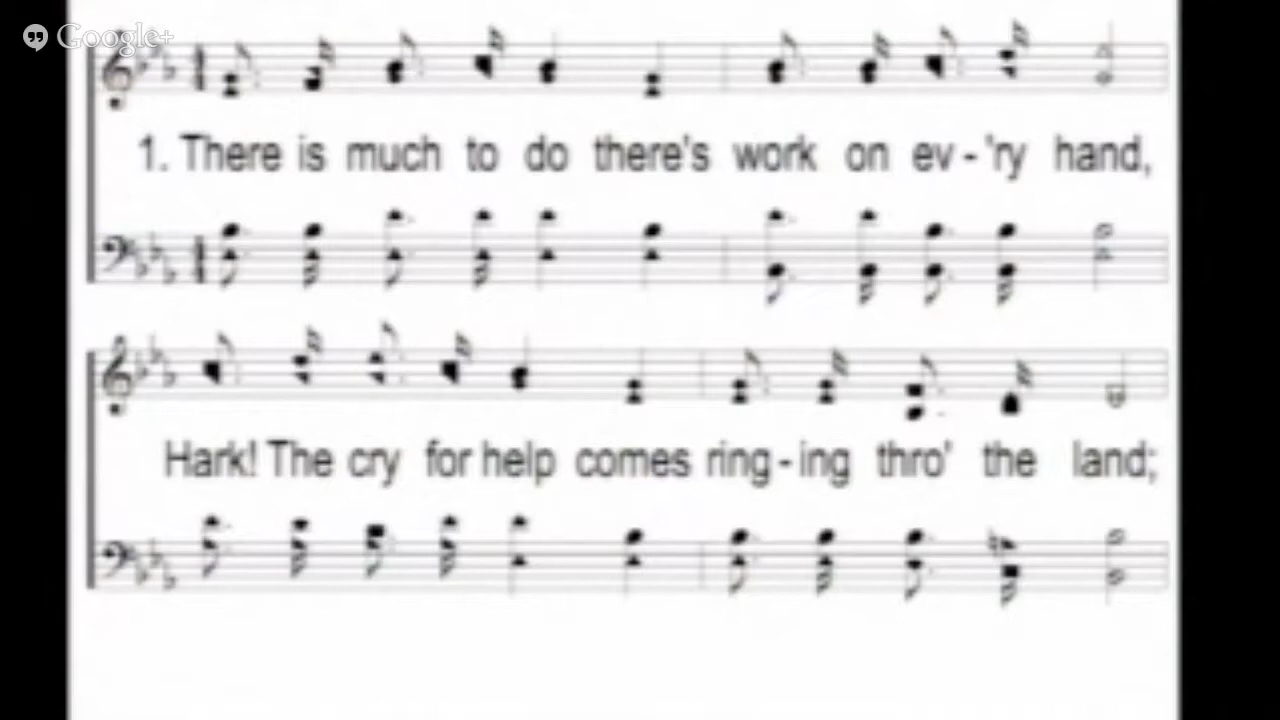 Google+
1. There is much to do there's work on ev-'ry hand,
Hark! The cry for help comes ring-ing thro' the land;